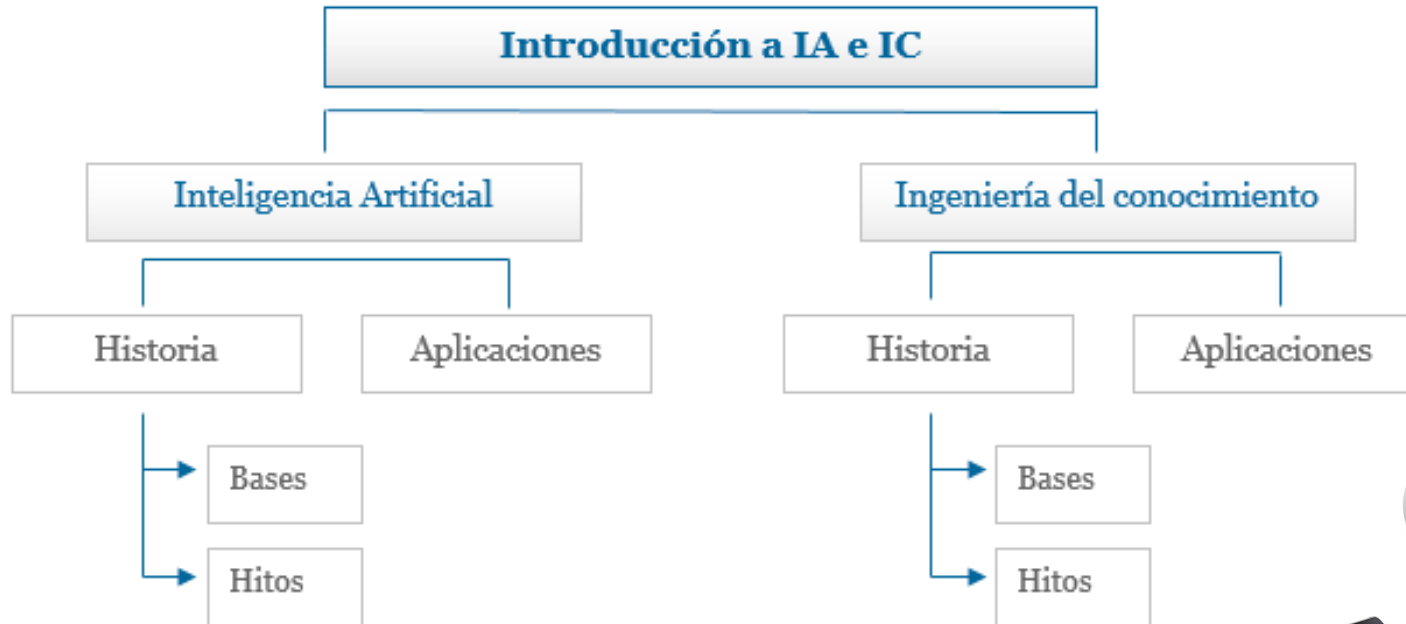 Introducción a IA e IC
Inteligencia Artificial
Ingeniería del conocimiento
Historia
Aplicaciones
Historia
Aplicaciones
Bases
Bases
Hitos
Hitos